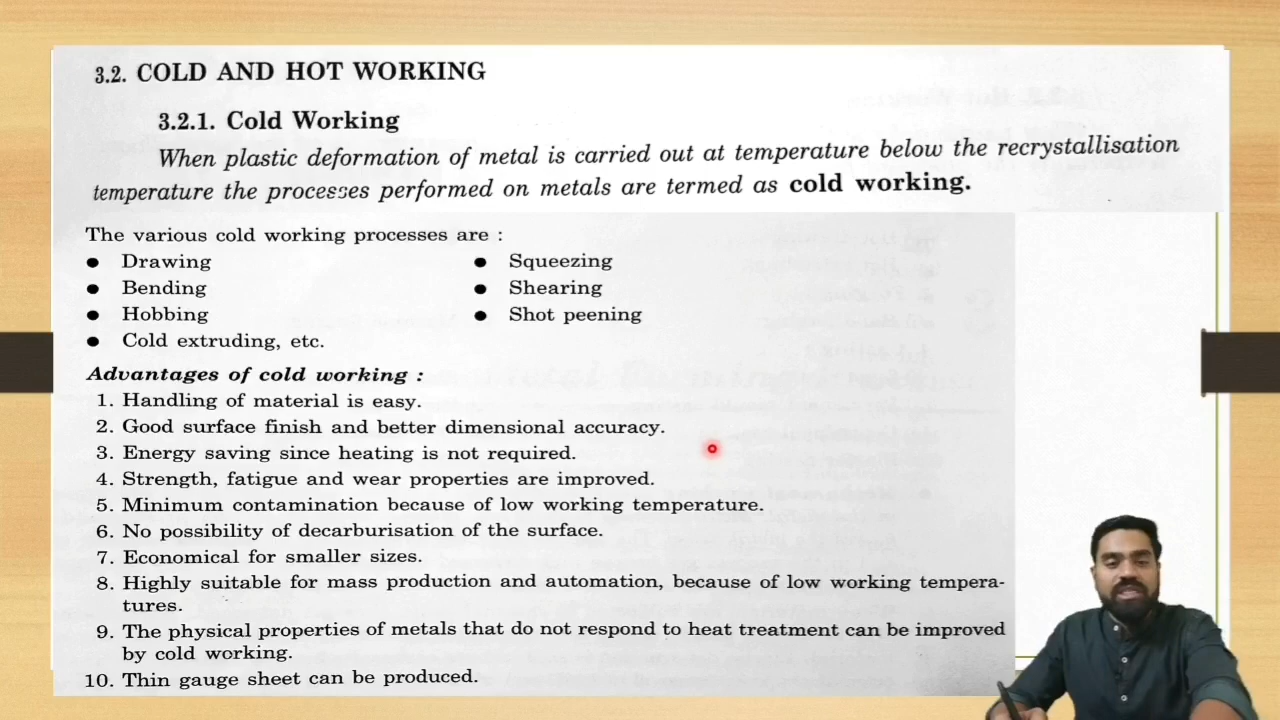 3.2. COLD AND HOT WORKING
3.2.1. Cold Working
When plastic deformation of metal is carried out at temperature below the recrystallisation
temperature the processes performed on metals are termed as cold working.
The various cold working processes are :
● Drawing
● Squeezing
● Bending
● Shearing
● Hobbing
● Shot peening
● Cold extruding, etc.
Advantages of cold working :
1. Handling of material is easy.
2. Good surface finish and better dimensional accuracy.
3. Energy saving since heating is not required.
4. Strength, fatigue and wear properties are improved.
5. Minimum contamination because of low working temperature.
6. No possibility of decarburisation of the surface.
7. Economical for smaller sizes.
8. Highly suitable for mass production and automation, because of low working tempera-
tures.
9. The physical properties of metals that do not respond to heat treatment can be improved
by cold working.
10. Thin gauge sheet can be produced.